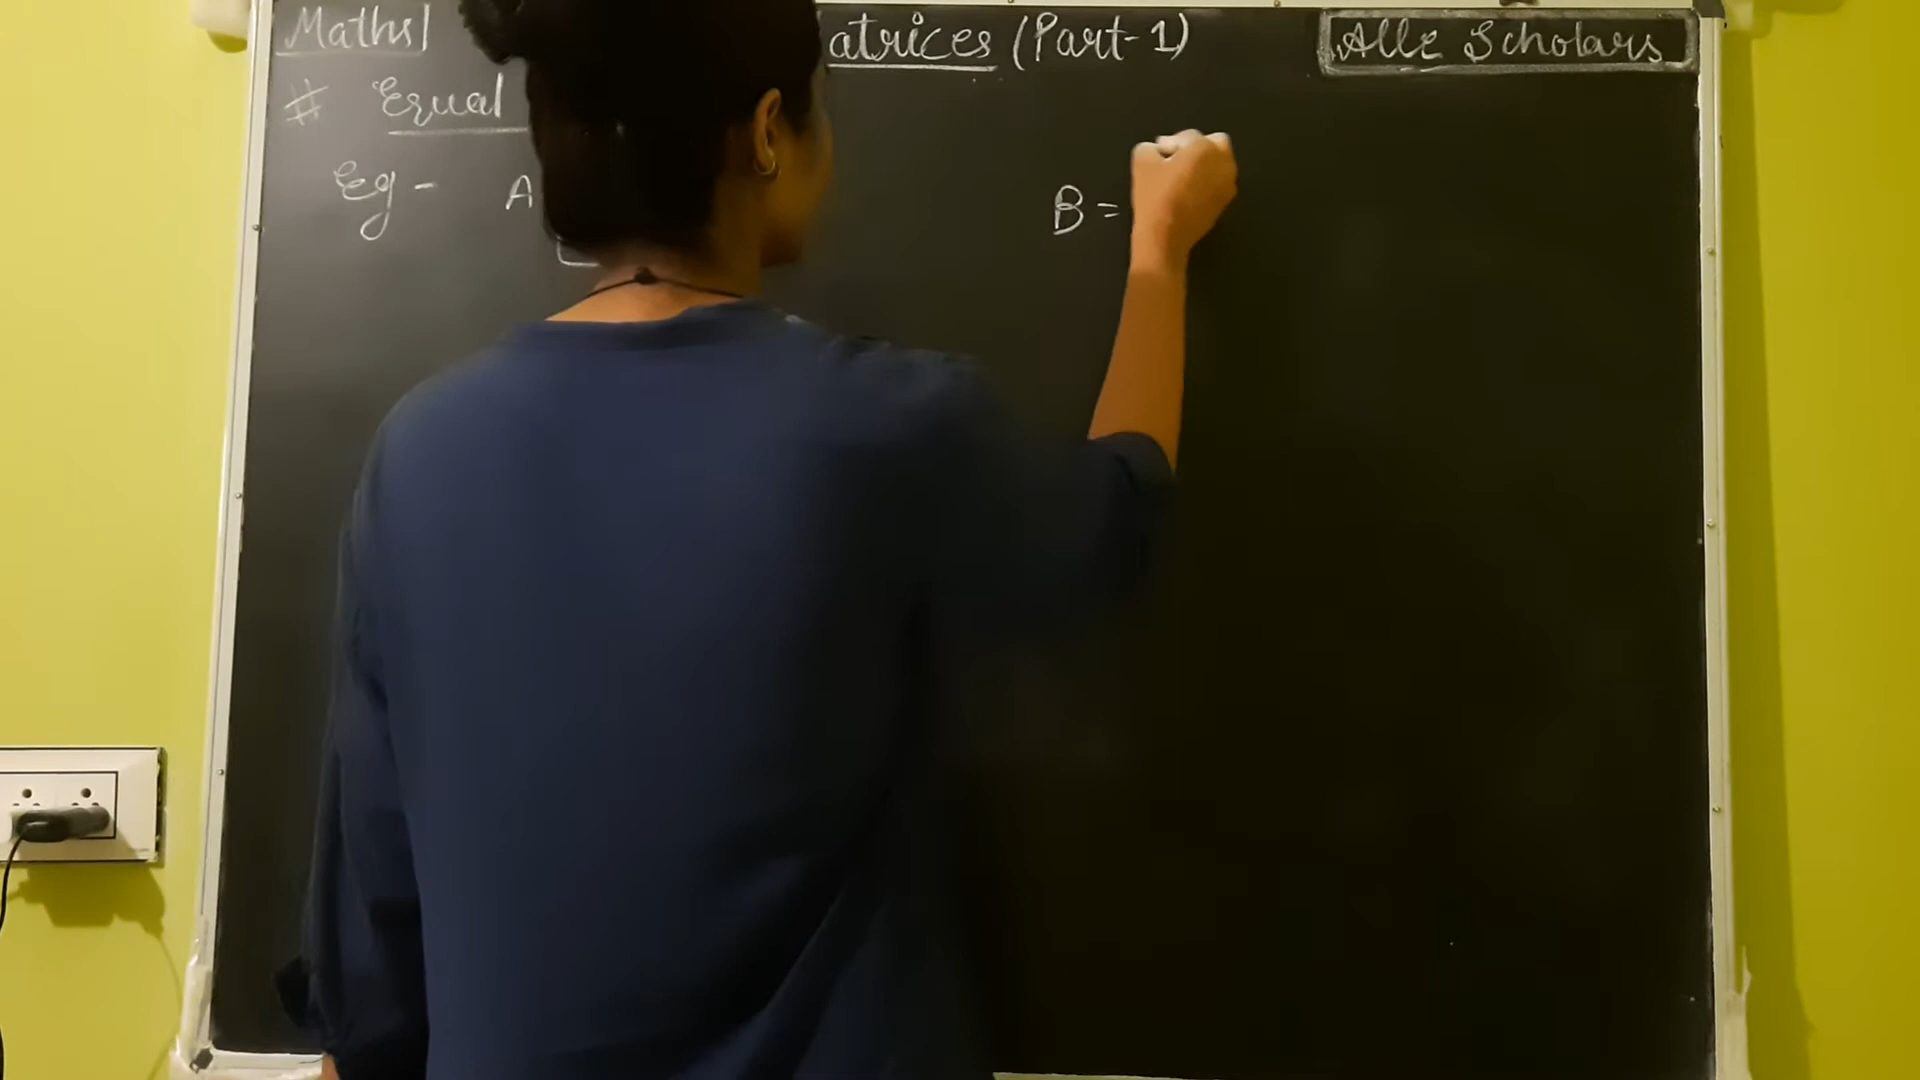 Maths atrices (Part-1) Alle Scholars
# Equal
Eg - A B =